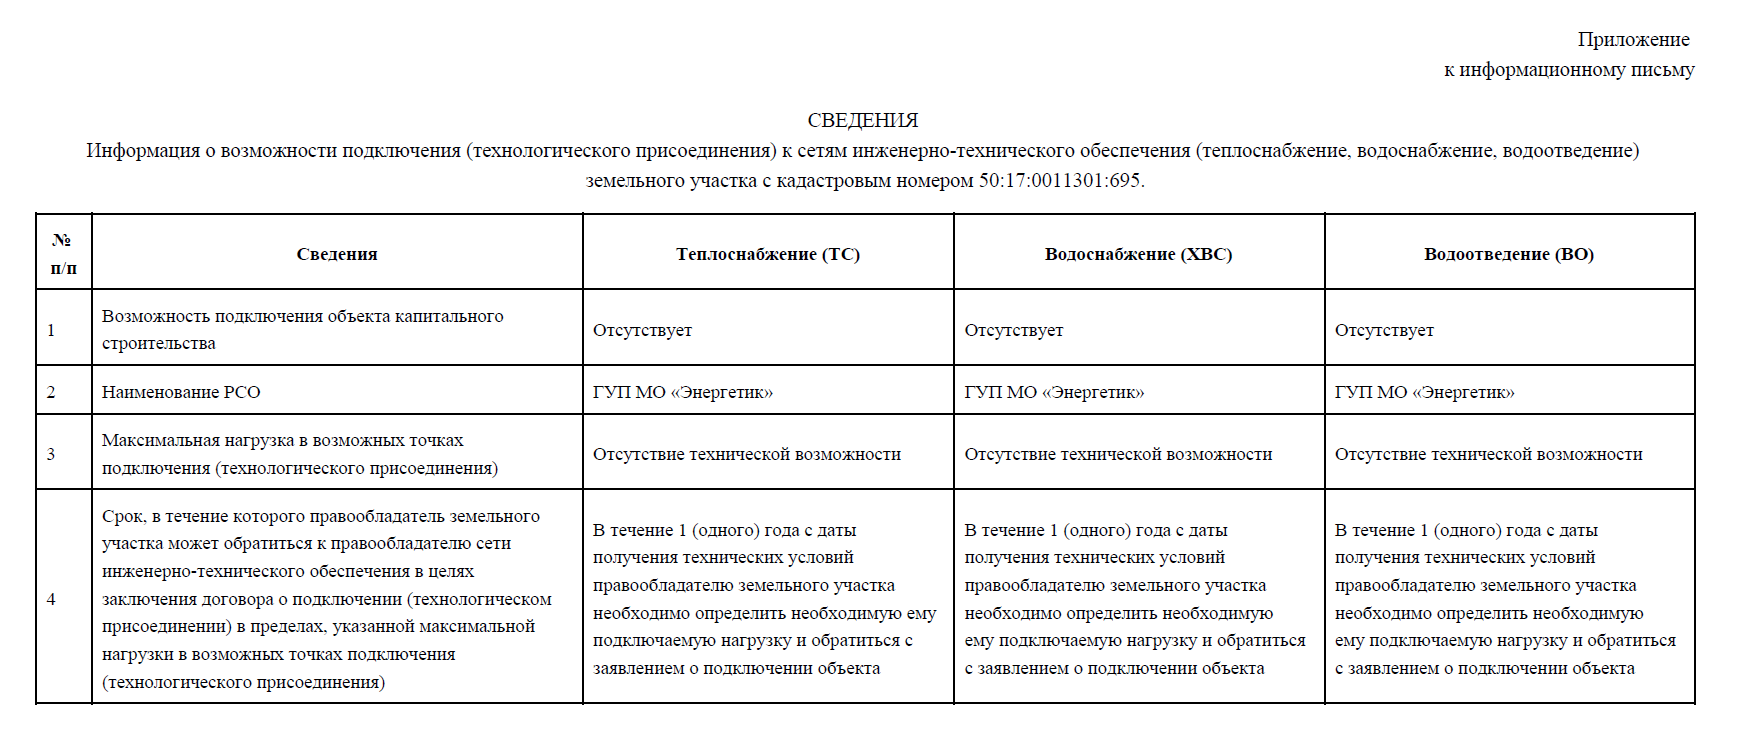 Приложение
к информационному письму
СВЕДЕНИЯ
Информация о возможности подключения (технологического присоединения) к сетям инженерно-технического обеспечения (теплоснабжение, водоснабжение, водоотведение)
земельного участка с кадастровым номером 50:17:0011301:695.
№
п/п
Сведения
Теплоснабжение (ТС)
Водоснабжение (ХВС)
Водоотведение (ВО)
1
Возможность подключения объекта капитального
строительства
Отсутствует
Отсутствует
Отсутствует
2
Наименование РСО
ГУП МО «Энергетик»
ГУП МО «Энергетик»
ГУП МО «Энергетик»
3
Максимальная нагрузка в возможных точках
подключения (технологического присоединения)
Отсутствие технической возможности
Отсутствие технической возможности
Отсутствие технической возможности
4
Срок, в течение которого правообладатель земельного
участка может обратиться к правообладателю сети
инженерно-технического обеспечения в целях
заключения договора о подключении (технологическом
присоединении) в пределах, указанной максимальной
нагрузки в возможных точках подключения
(технологического присоединения)
В течение 1 (одного) года с даты
получения технических условий
правообладателю земельного участка
необходимо определить необходимую ему
подключаемую нагрузку и обратиться с
заявлением о подключении объекта
В течение 1 (одного) года с даты
получения технических условий
правообладателю земельного участка
необходимо определить необходимую
ему подключаемую нагрузку и обратиться
с заявлением о подключении объекта
В течение 1 (одного) года с даты
получения технических условий
правообладателю земельного участка
необходимо определить необходимую
ему подключаемую нагрузку и обратиться
с заявлением о подключении объекта